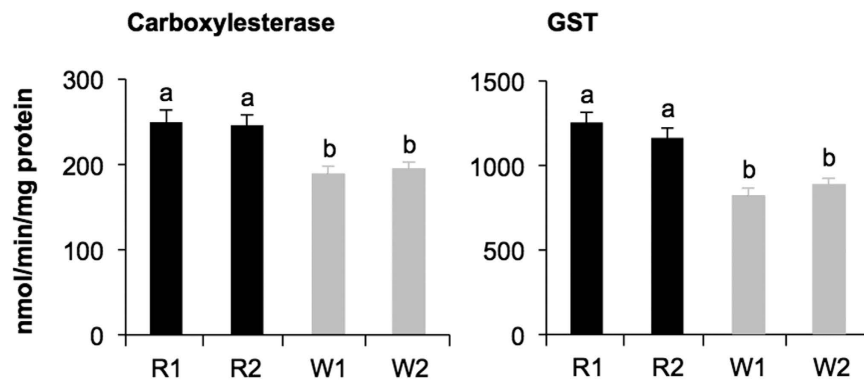 Carboxylesterase
nmol/min/mg protein
300
200
100
0
a
a
b
b
R1 R2 W1 W2
GST
1500
1000
500
0
a
a
b
b
R1 R2 W1 W2